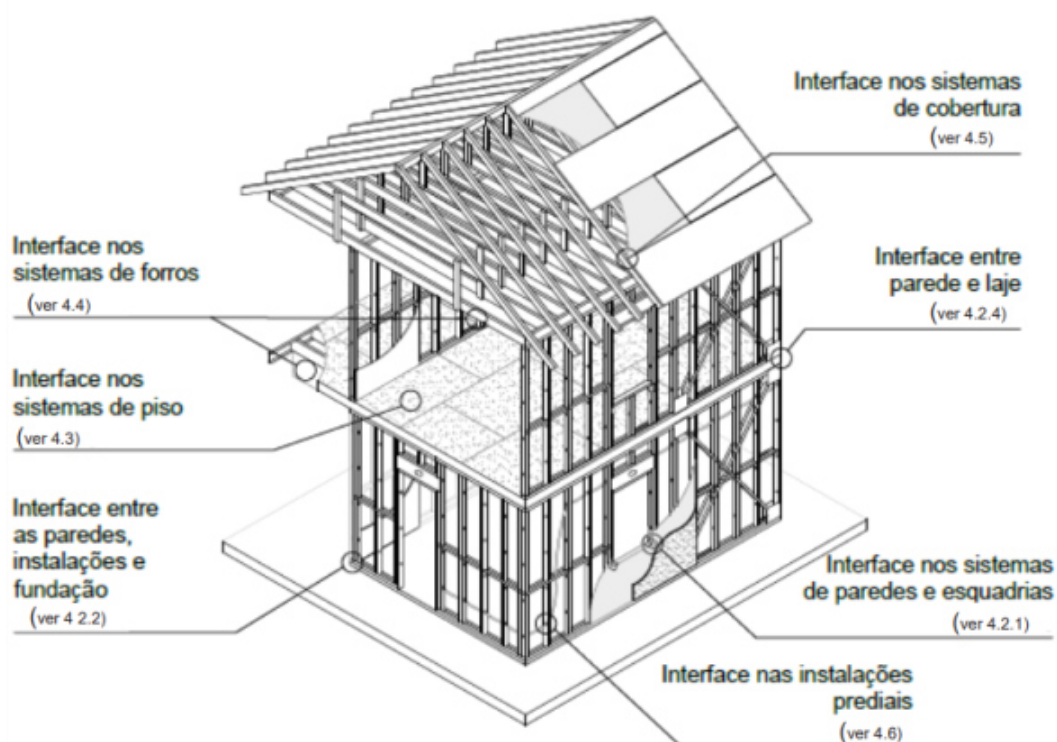 Interface nos sistemas
de cobertura
(ver 4.5)
Interface nos
sistemas de forros
(ver 4.4)
Interface entre
parede e laje
(ver 4.2.4)
Interface nos
sistemas de piso
(ver 4.3)
Interface entre
as paredes,
instalações e
fundação
(ver 4 2.2)
Interface nos sistemas
de paredes e esquadrias
(ver 4.2.1)
Interface nas instalações
prediais
(ver 4.6)